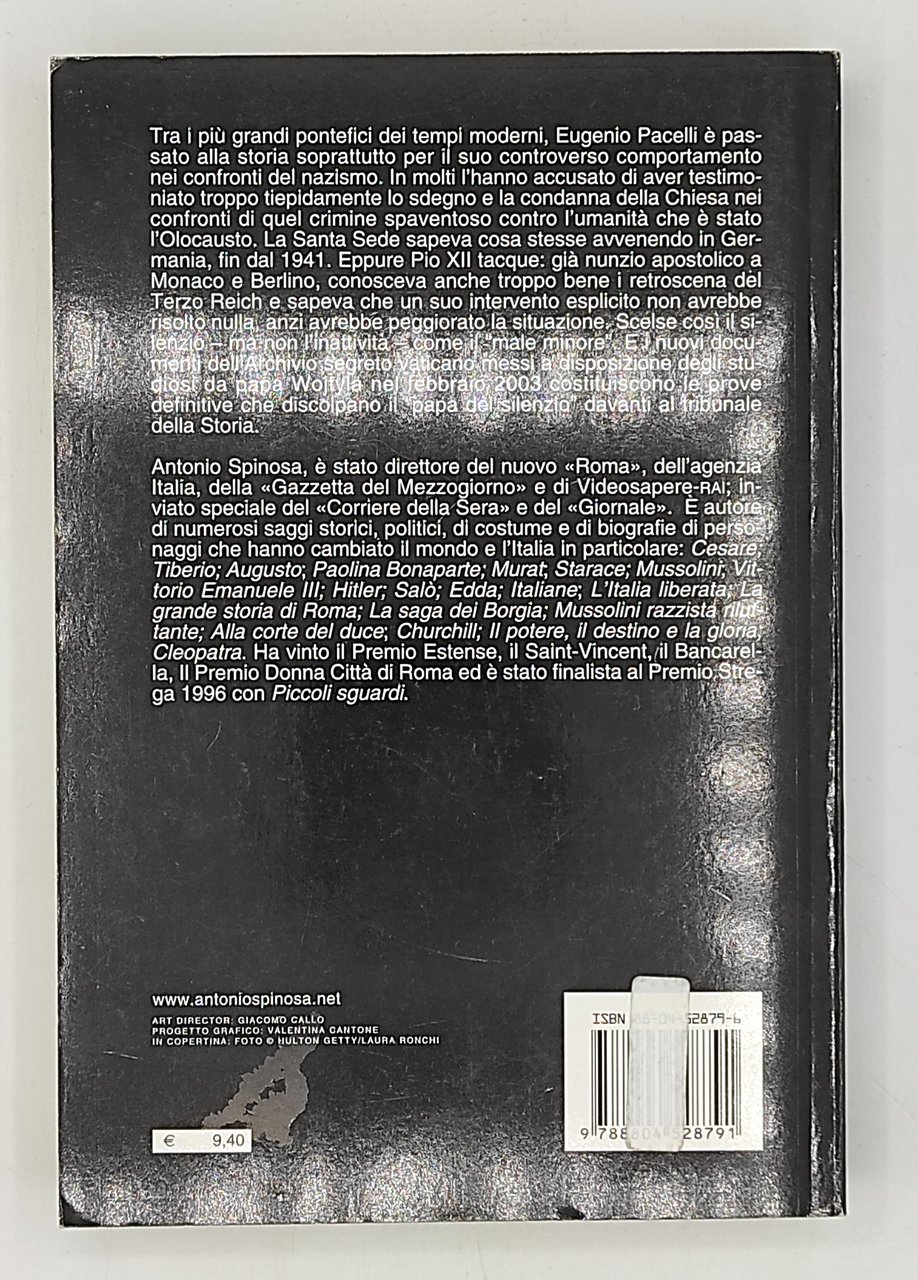 Tra i più grandi pontefici dei tempi moderni, Eugenio Pacelli è pas-
sato alla storia soprattutto per il suo controverso comportamento
nei confronti del nazismo. In molti l'hanno accusato di aver testimo-
niato troppo tiepidamente lo sdegno e la condanna della Chiesa nei
confronti di quel crimine spaventoso contro l'umanità che è stato
l'Olocausto. La Santa Sede sapeva cosa stesse avvenendo in Ger-
mania, fin dal 1941. Eppure Pio XII tacque: già nunzio apostolico a
Monaco e Berlino, conosceva anche troppo bene i retroscena del
Terzo Reich e sapeva che un suo intervento esplicito non avrebbe
risolto nulla, anzi avrebbe peggiorato la situazione. Scelse così il si-
lenzio – ma non l'inattività – come il "male minore". E i nuovi docu-
menti dell'Archivio segreto vaticano messi a disposizione degli stu-
diosi da papa Wojtyla nel febbraio 2003 costituiscono le prove
definitive che discolpano il "papa del silenzio" davanti al tribunale
della Storia.
Antonio Spinosa, è stato direttore del nuovo «Roma», dell'agenzia
Italia, della «Gazzetta del Mezzogiorno» e di Videosapere-RAI; in-
viato speciale del «Corriere della Sera» e del «Giornale». È autore
di numerosi saggi storici, politici, di costume e di biografie di perso-
naggi che hanno cambiato il mondo e l'Italia in particolare: Cesare;
Tiberio; Augusto; Paolina Bonaparte; Murat; Starace; Mussolini; Vit-
torio Emanuele III; Hitler; Salò; Edda; Italiane; L'Italia liberata; La
grande storia di Roma; La saga dei Borgia; Mussolini razzista rilut-
tante; Alla corte del duce; Churchill; Il potere, il destino e la gloria;
Cleopatra. Ha vinto il Premio Estense, il Saint-Vincent, il Bancarel-
la, Il Premio Donna Città di Roma ed è stato finalista al Premio Stre-
ga 1996 con Piccoli sguardi.
www.antoniospinosa.net
ART DIRECTOR: GIACOMO CALLO
PROGETTO GRAFICO: VALENTINA CANTONE
IN COPERTINA: FOTO © HULTON GETTY/LAURA RONCHI
€ 9,40
ISBN 88-04-52879-6
9 788804 528791